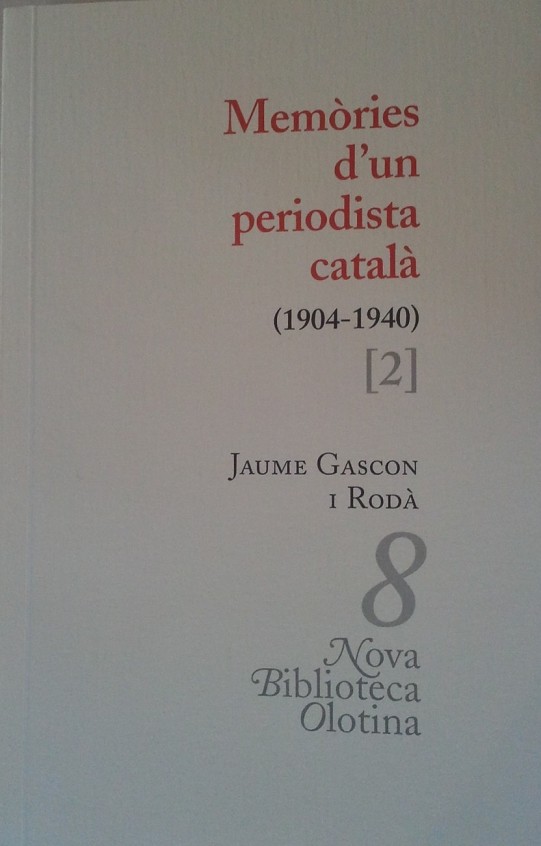 Memòries
d'un
periodista
català
(1904-1940)
[2]
Jaume Gascon
i Rodà
8
Nova
Biblioteca
Olotina